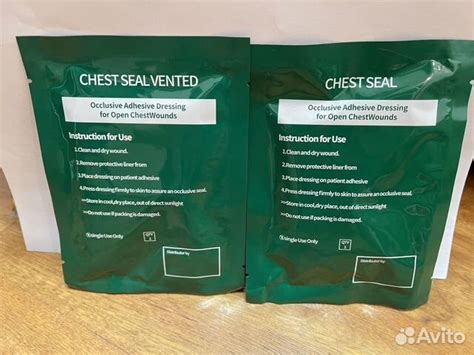 CHEST SEAL VENTED
Occlusive Adhesive Dressing
for Open ChestWounds
Instruction for Use
1.Clean and dry wound.
2.Remove protective liner from
3.Place dressing on patient adhesive
4.Press dressing firmly to skin to assure an occlusive seal.
Store in cool,dry place, out of direct sunlight
Do not use if packing is damaged.
single Use Only
QTY
1
Distributed by
CHEST SEAL
Occlusive Adhesive Dressing
for Open ChestWounds
Instruction for Use
1.Clean and dry wound.
2.Remove protective liner from
3.Place dressing on patient adhesive
4.Press dressing firmly to skin to assure an occlusive seal.
Store in cool,dry place, out of direct sunlight
Do not use if packing is damaged.
single Use Only
QTY
1
Distributed by
Avito